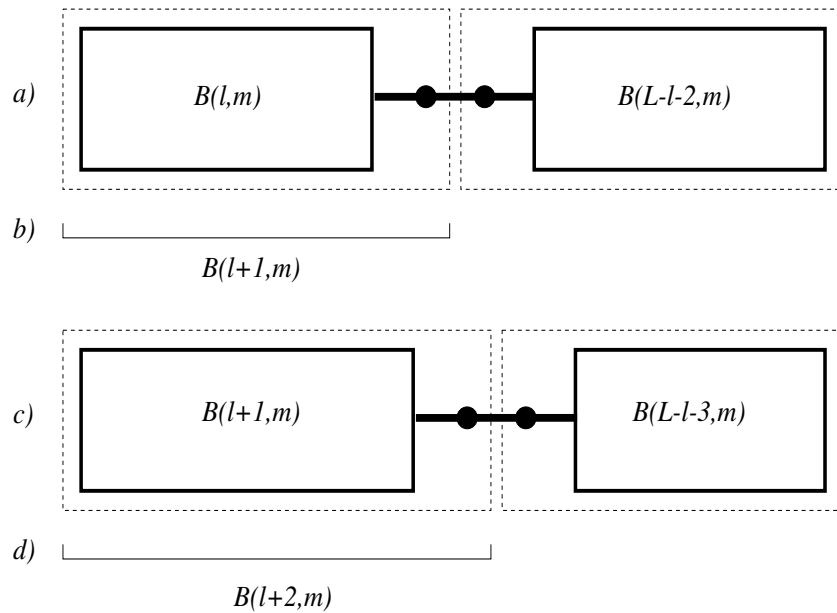 a) B(l,m) B(L-l-2,m)
b)
B(l+1,m)
c) B(l+1,m) B(L-l-3,m)
d)
B(l+2,m)